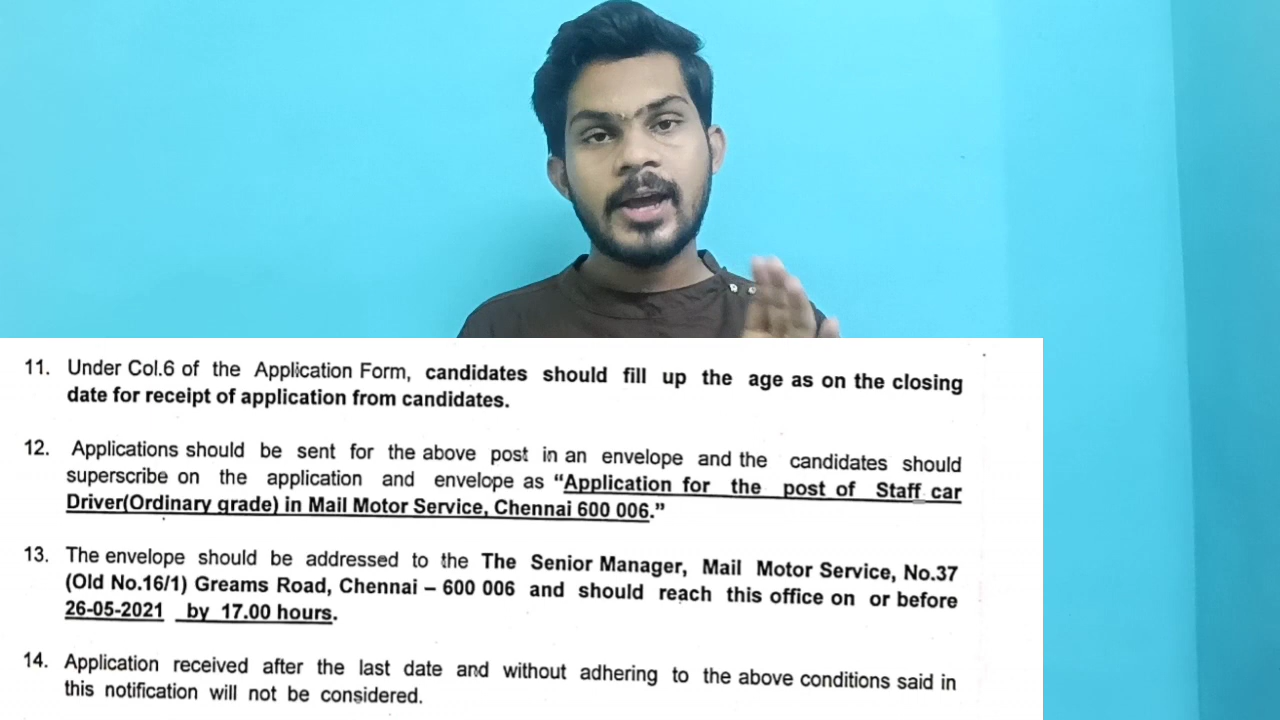 11. Under Col.6 of the Application Form, candidates should fill up the age as on the closing
date for receipt of application from candidates.
12. Applications should be sent for the above post in an envelope and the candidates should
superscribe on the application and envelope as “Application for the post of Staff car
Driver(Ordinary grade) in Mail Motor Service, Chennai 600 006.”
13. The envelope should be addressed to the The Senior Manager, Mail Motor Service, No.37
(Old No.16/1) Greams Road, Chennai – 600 006 and should reach this office on or before
26-05-2021 by 17.00 hours.
14. Application received after the last date and without adhering to the above conditions said in
this notification will not be considered.